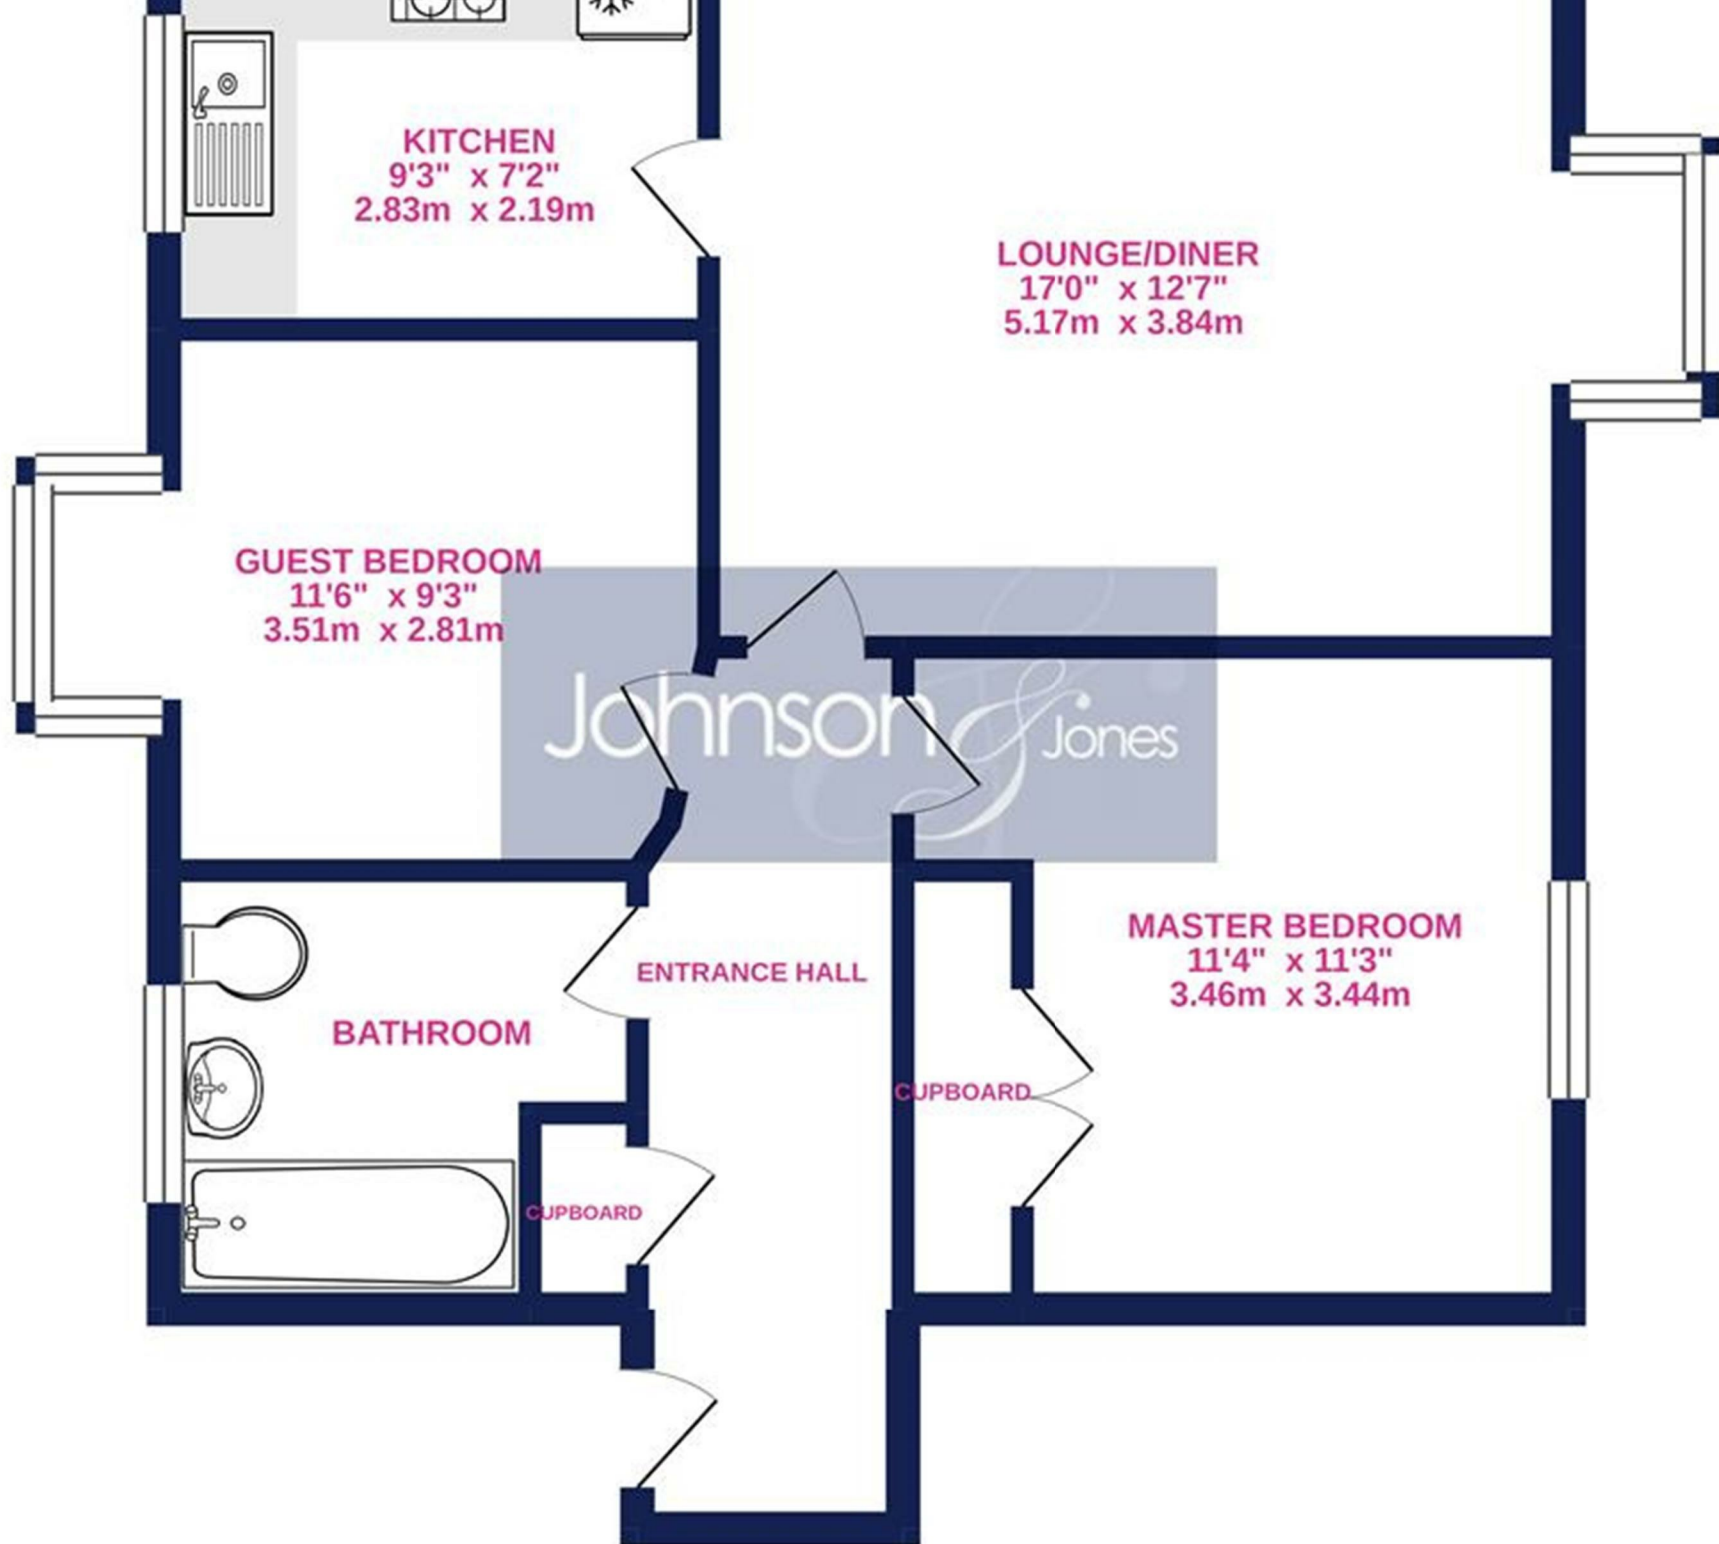 KITCHEN
9'3" x 7'2"
2.83m x 2.19m
LOUNGE/DINER
17'0" x 12'7"
5.17m x 3.84m
GUEST BEDROOM
11'6" x 9'3"
3.51m x 2.81m
Johnson & Jones
MASTER BEDROOM
11'4" x 11'3"
3.46m x 3.44m
ENTRANCE HALL
BATHROOM
CUPBOARD
CUPBOARD